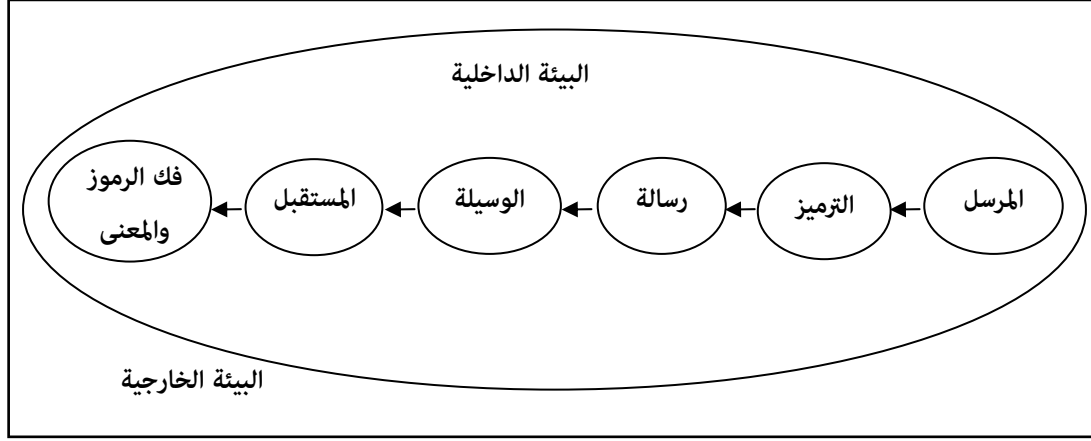 البيئة الداخلية
المرسل
الترميز
رسالة
الوسيلة
المستقبل
فك الرموز
والمعنى
البيئة الخارجية